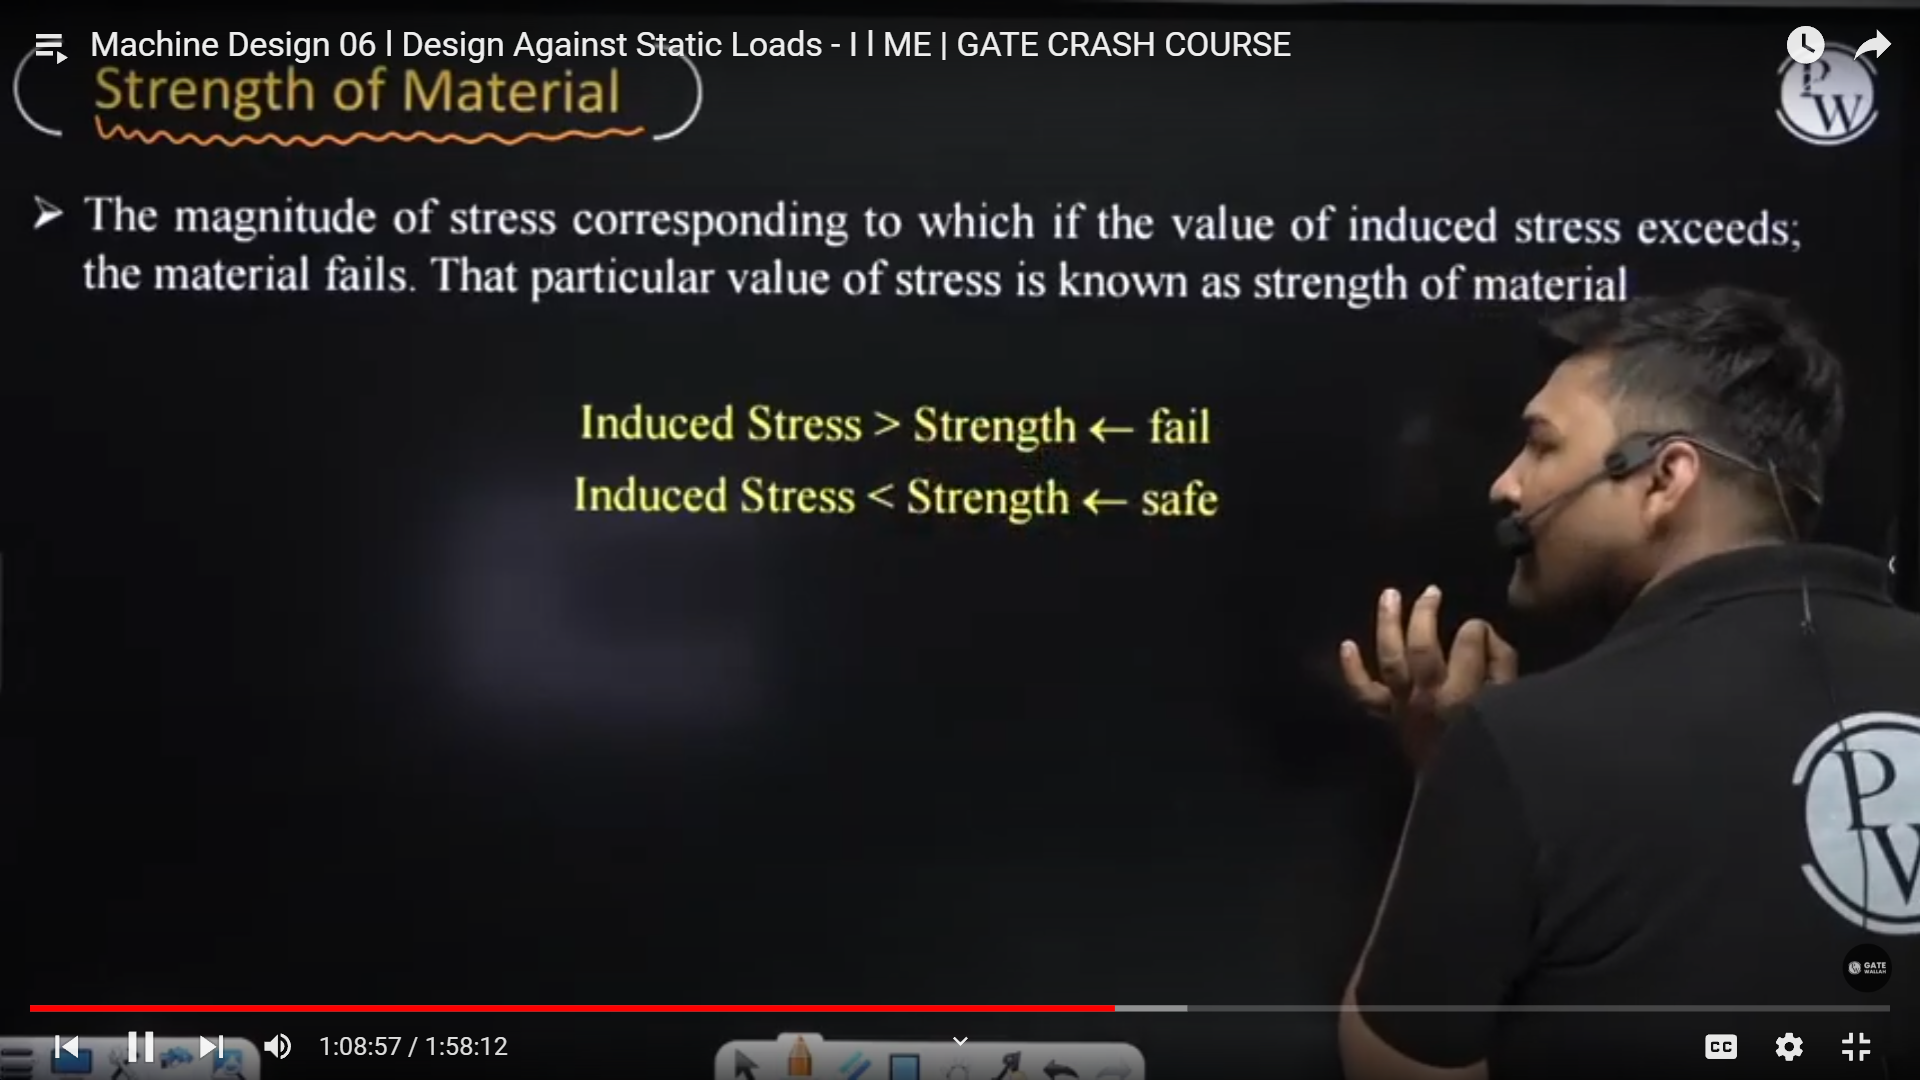 Machine Design 06 l Design Against Static Loads - I l ME | GATE CRASH COURSE
Strength of Material
PW
➢ The magnitude of stress corresponding to which if the value of induced stress exceeds;
the material fails. That particular value of stress is known as strength of material
Induced Stress > Strength ← fail
Induced Stress < Strength ← safe
PW
GATE
WALLAH
1:08:57 / 1:58:12
CC